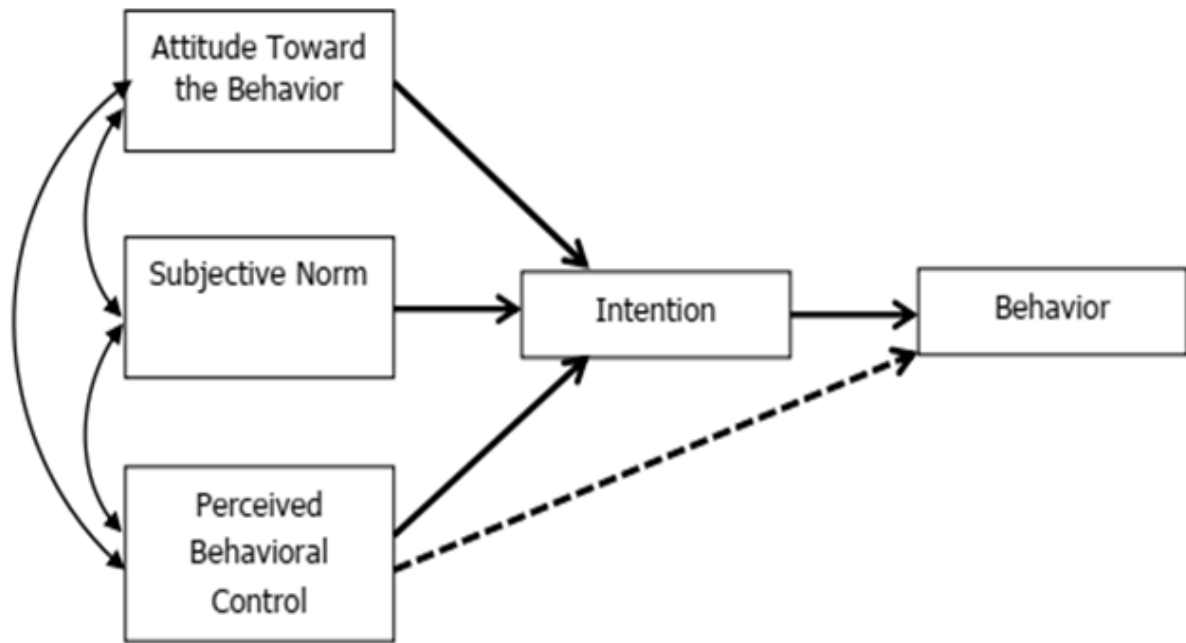 Attitude Toward
the Behavior
Subjective Norm
Intention
Behavior
Perceived
Behavioral
Control